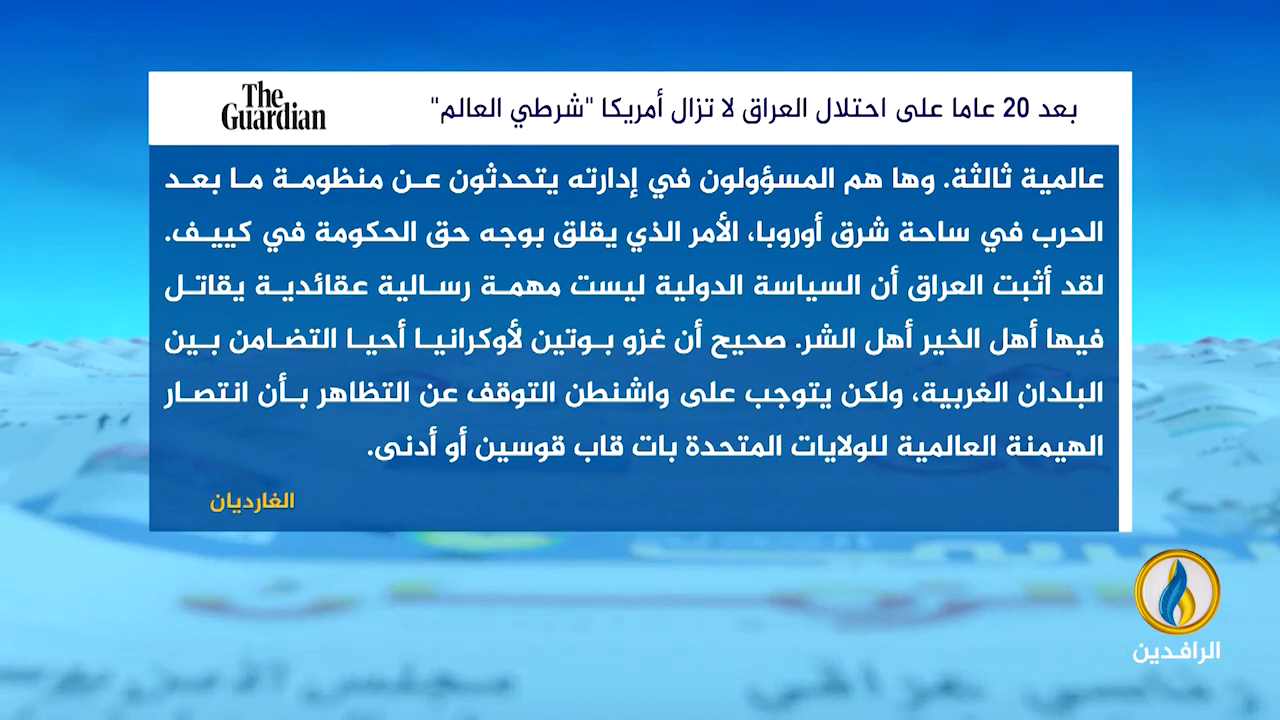 The
Guardian
بعد 20 عاما على احتلال العراق لا تزال أمريكا "شرطي العالم"
عالمية ثالثة. وها هم المسؤولون في إدارته يتحدثون عن منظومة ما بعد
الحرب في ساحة شرق أوروبا، الأمر الذي يقلق بوجه حق الحكومة في كييف.
لقد أثبت العراق أن السياسة الدولية ليست مهمة رسالية عقائدية يقاتل
فيها أهل الخير أهل الشر. صحيح أن غزو بوتين لأوكرانيا أحيا التضامن بين
البلدان الغربية، ولكن يتوجب على واشنطن التوقف عن التظاهر بأن انتصار
الهيمنة العالمية للولايات المتحدة بات قاب قوسين أو أدنى.
الغارديان
الرافدين
مجلس الأمن